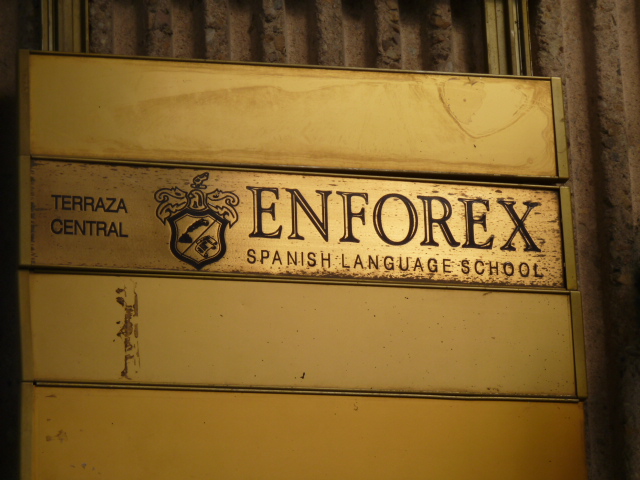 TERRAZA
CENTRAL
ENFOREX
SPANISH LANGUAGE SCHOOL